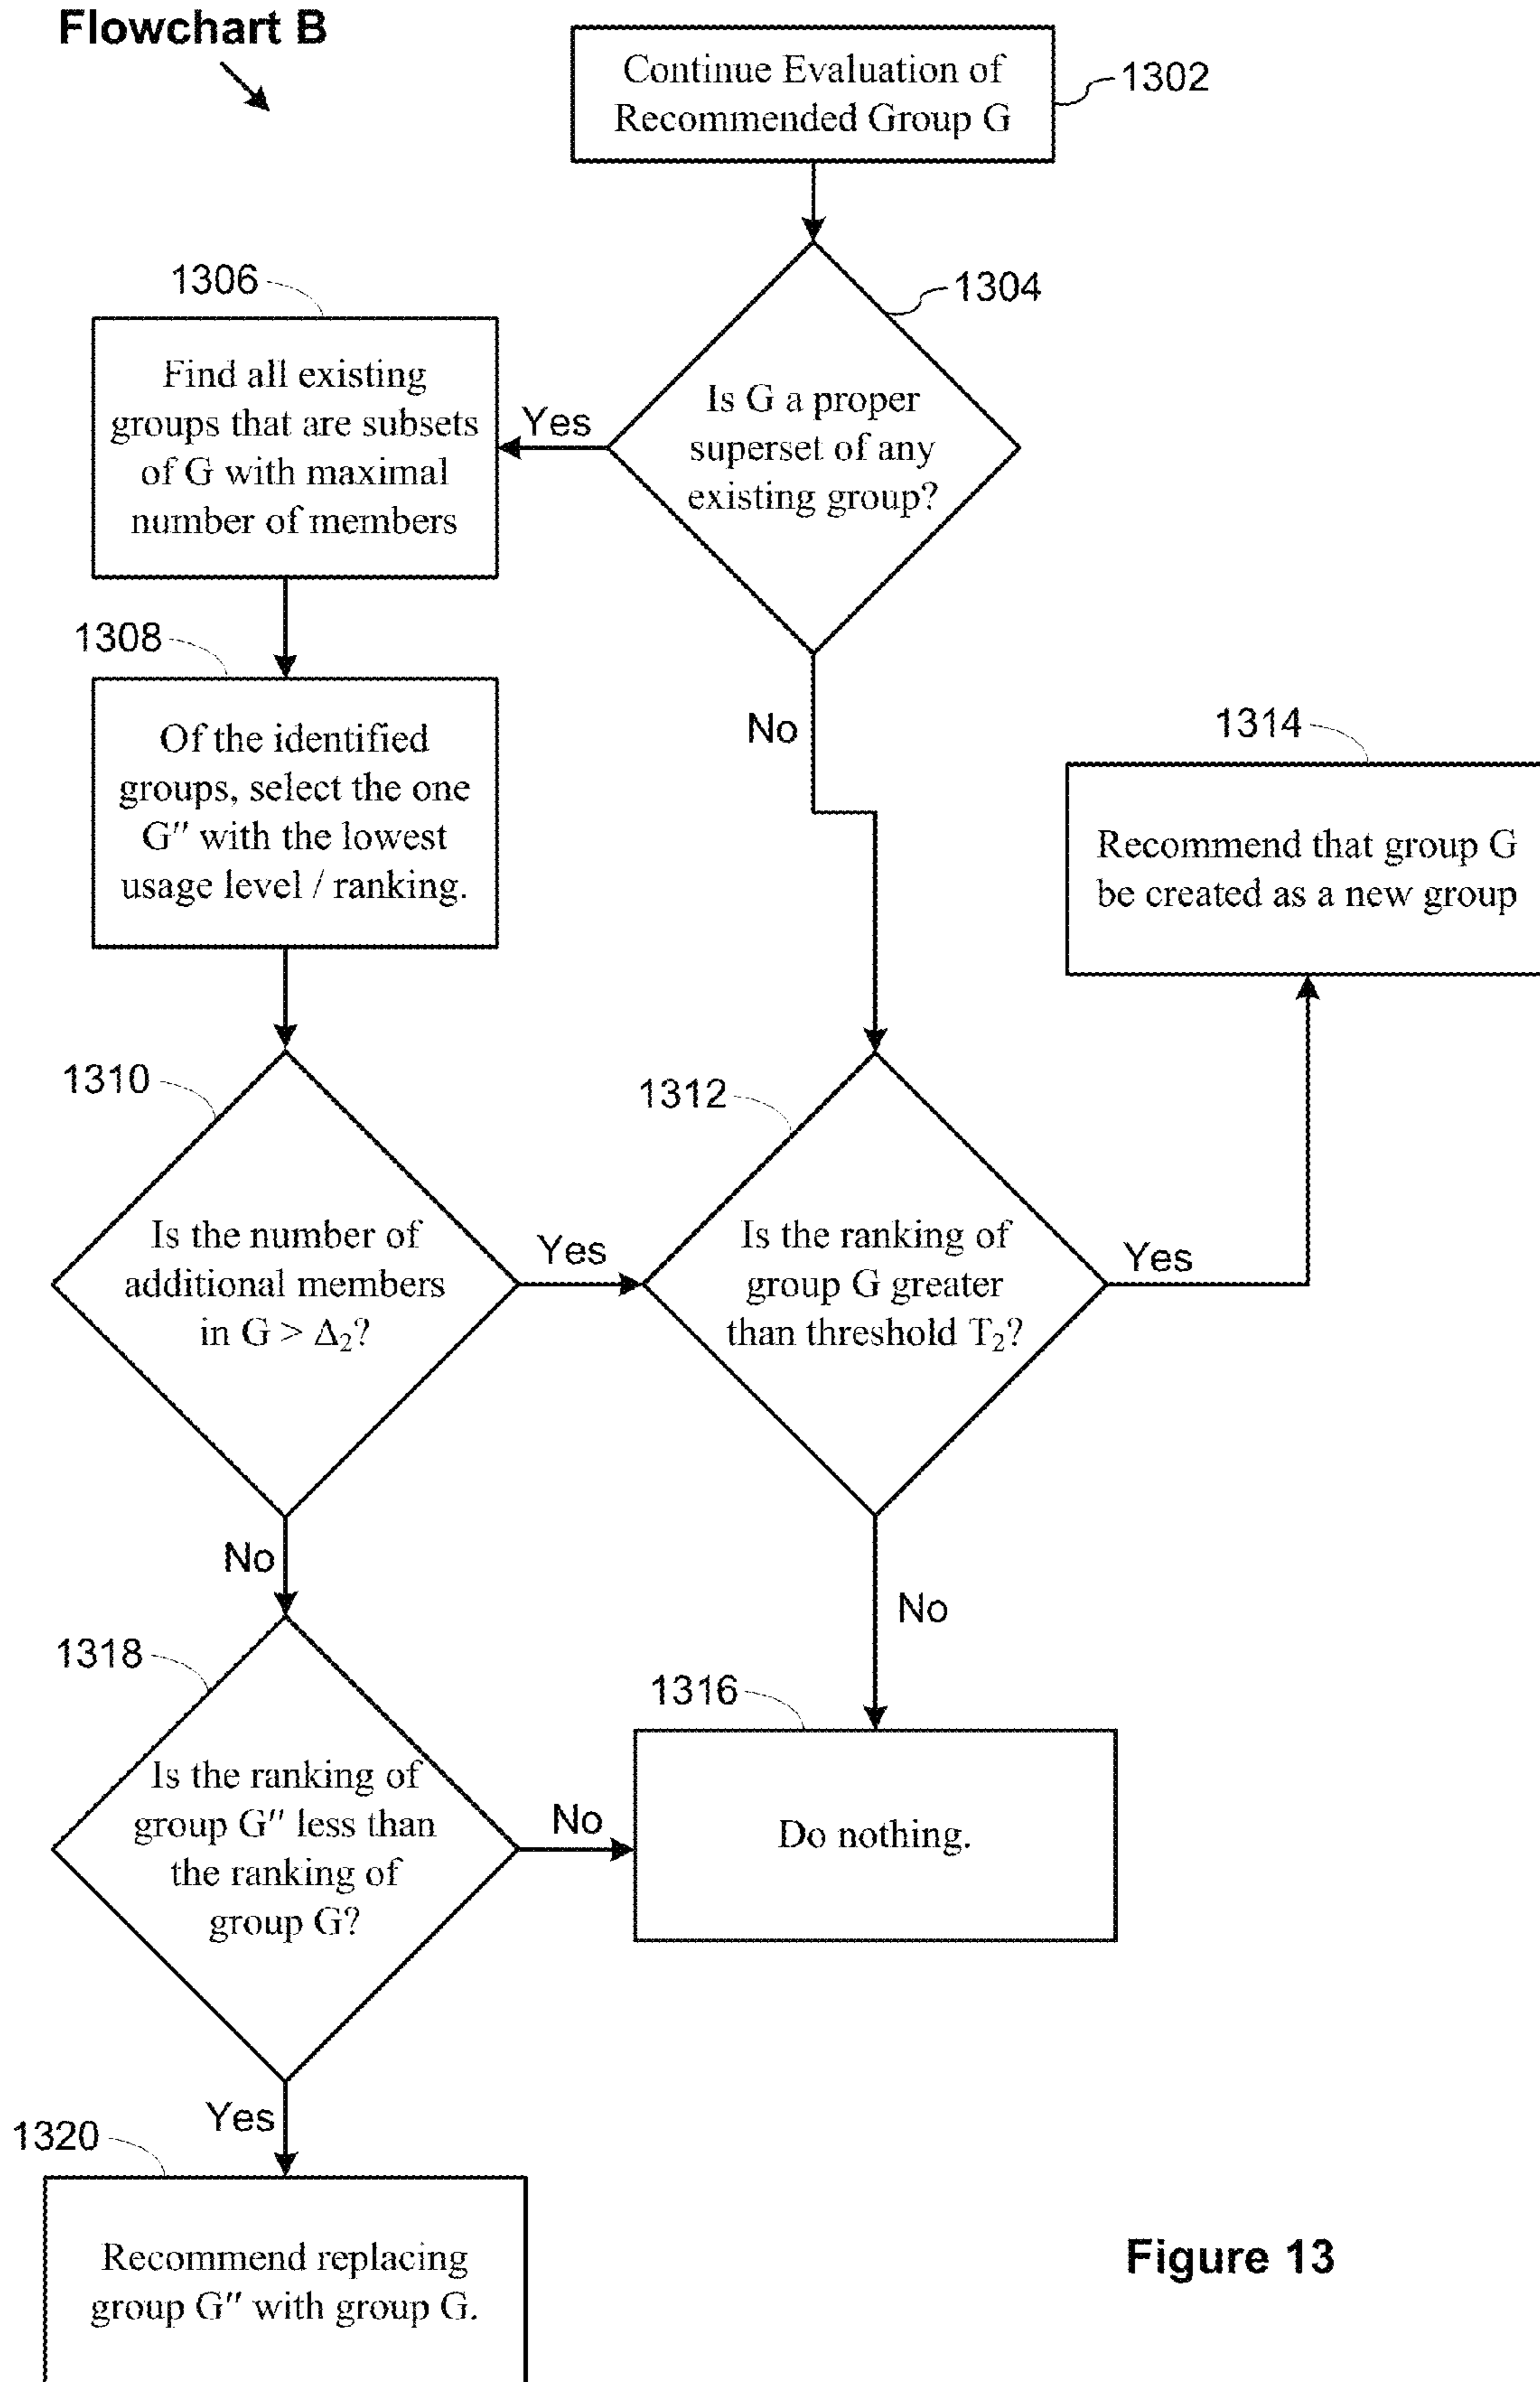 Flowchart B
Continue Evaluation of
Recommended Group G
1302
1304
Is G a proper
superset of any
existing group?
Yes
No
1306
Find all existing
groups that are subsets
of G with maximal
number of members
1308
Of the identified
groups, select the one
G″ with the lowest
usage level / ranking.
1310
Is the number of
additional members
in G > Δ₂?
Yes
No
1312
Is the ranking of
group G greater
than threshold T₂?
Yes
No
1314
Recommend that group G
be created as a new group
1318
Is the ranking of
group G″ less than
the ranking of
group G?
No
Yes
1316
Do nothing.
1320
Recommend replacing
group G″ with group G.
Figure 13